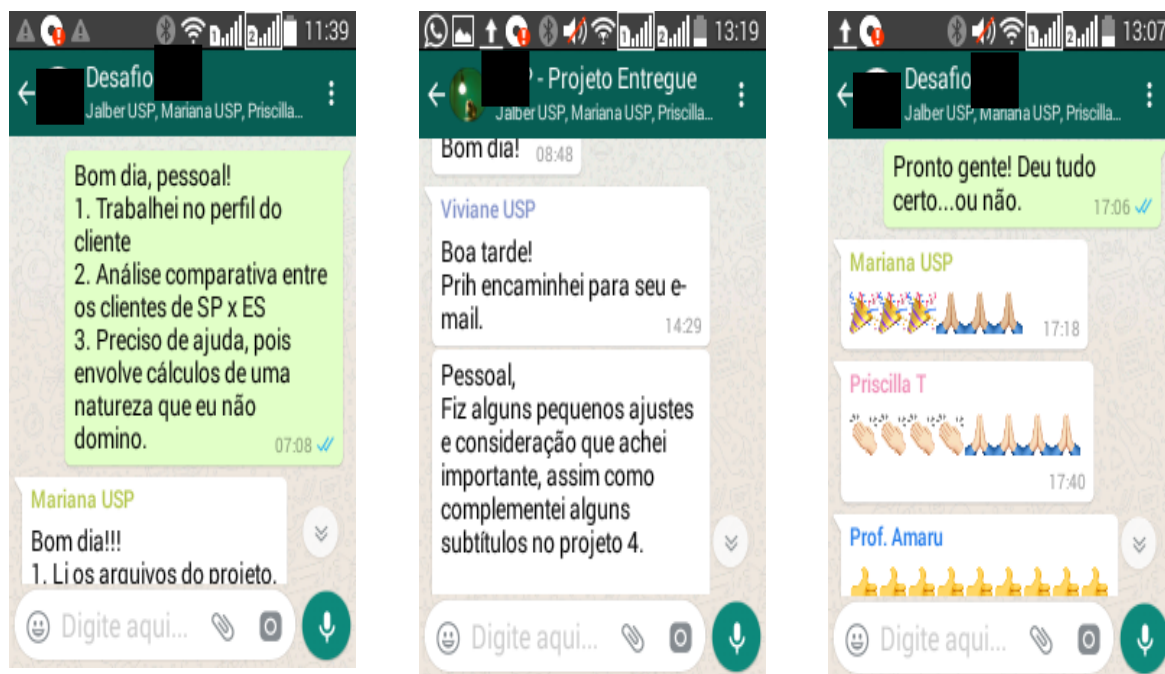 11:39
Desafio
Jalber USP, Mariana USP, Priscilla...
Bom dia, pessoal!
1. Trabalhei no perfil do
cliente
2. Análise comparativa entre
os clientes de SP x ES
3. Preciso de ajuda, pois
envolve cálculos de uma
natureza que eu não
domino.
07:08
Mariana USP
Bom dia!!!
1. Li os arquivos do projeto.
Digite aqui...
13:19
- Projeto Entregue
Jalber USP, Mariana USP, Priscilla...
Bom dia! 08:48
Viviane USP
Boa tarde!
Prih encaminhei para seu e-
mail.
14:29
Pessoal,
Fiz alguns pequenos ajustes
e consideração que achei
importante, assim como
complementei alguns
subtítulos no projeto 4.
Digite aqui...
13:07
Desafio
Jalber USP, Mariana USP, Priscilla...
Pronto gente! Deu tudo
certo...ou não.
17:06
Mariana USP
17:18
Priscilla T
17:40
Prof. Amaru
Digite aqui...